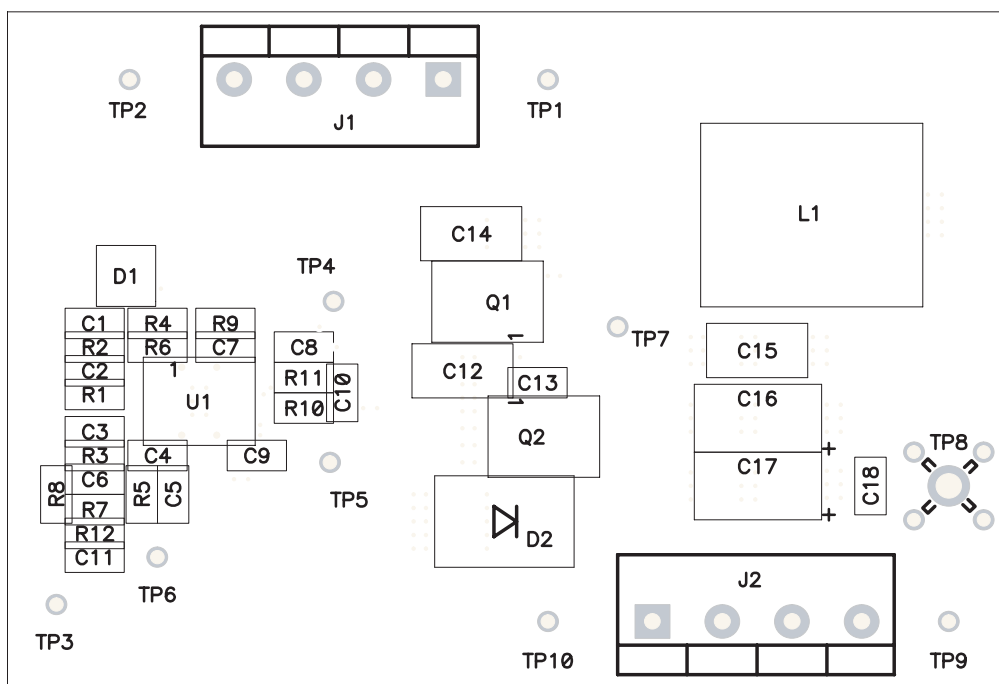 TP2
J1
TP1
L1
C14
D1
TP4
Q1
1
TP7
C1
R4
R9
R2
R6
C7
C8
C15
C2
1
R11
C10
C12
C13
R1
U1
R10
1
C16
C3
Q2
+
TP8
R3
C4
C9
C6
R8
R5
C5
TP5
C17
C18
R7
+
R12
D2
C11
TP6
J2
TP3
TP10
TP9